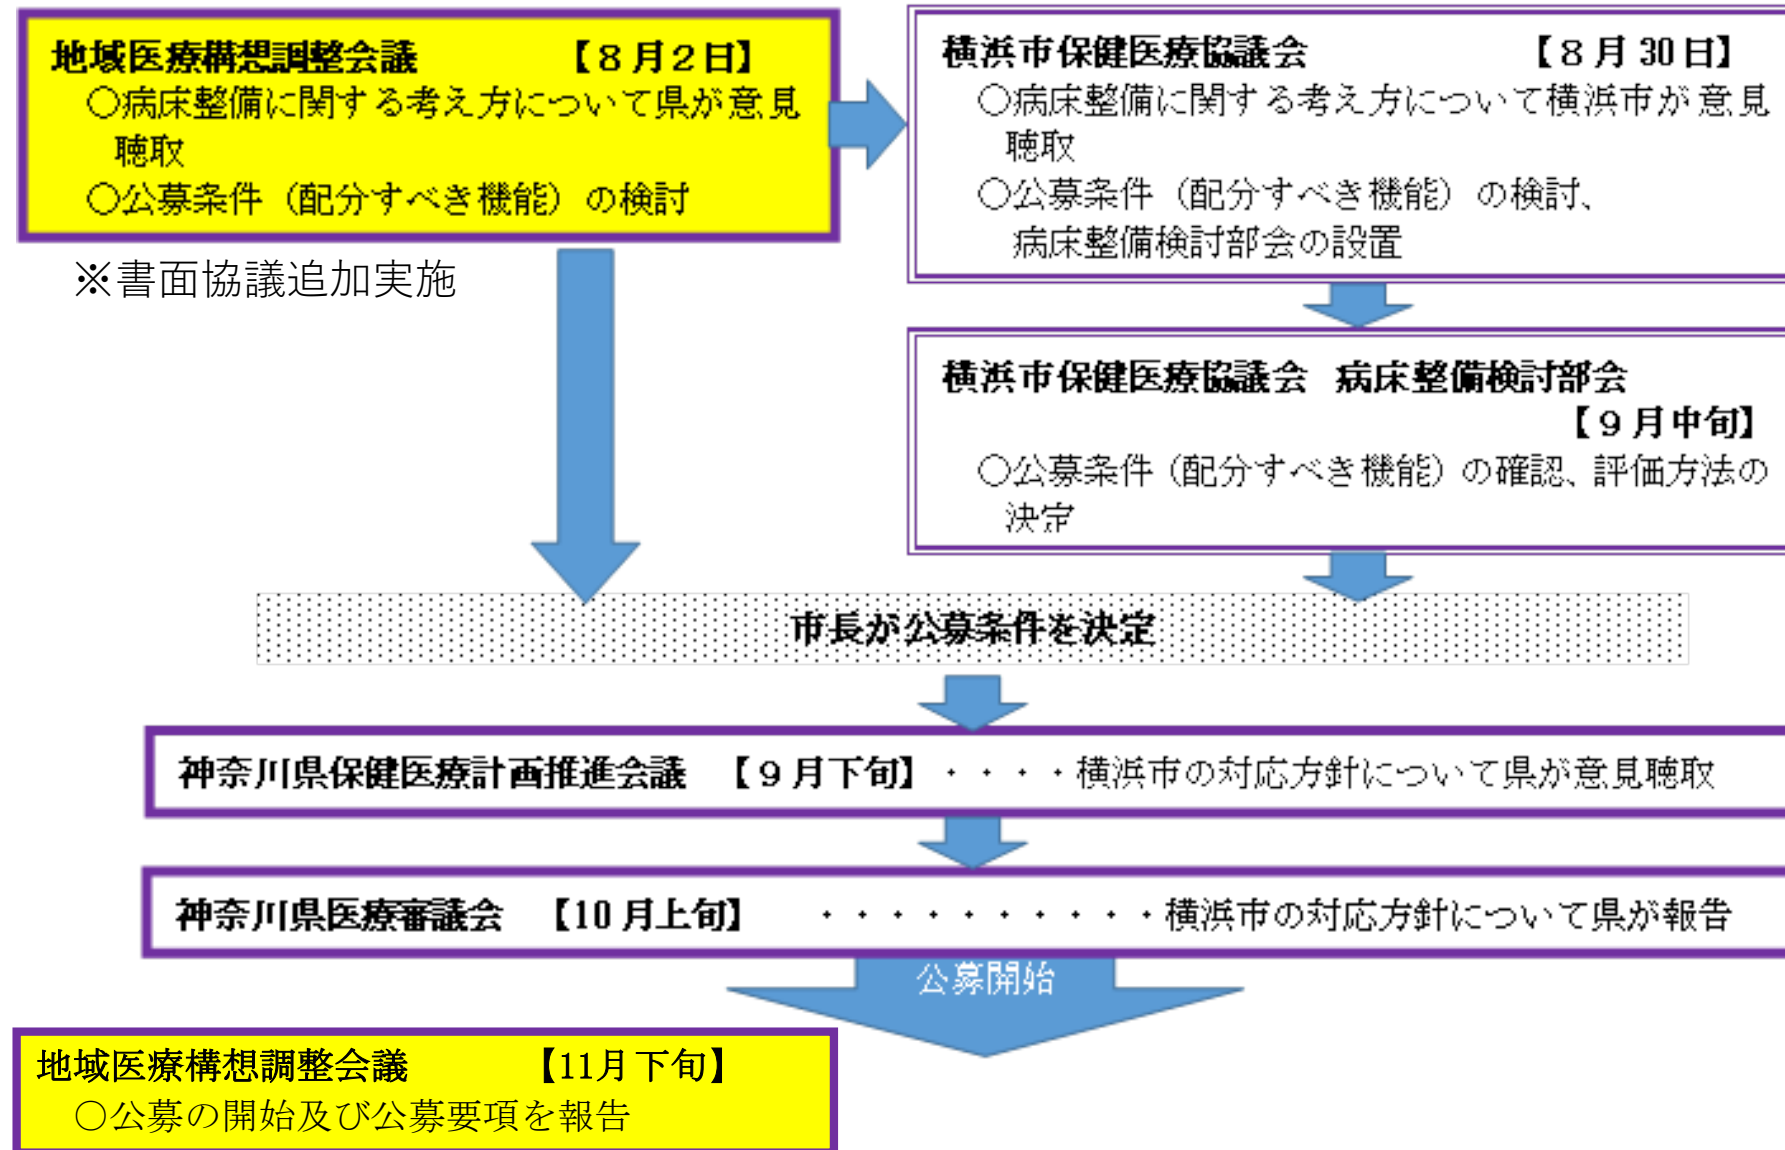 地域医療構想調整会議　【８月２日】
○病床整備に関する考え方について県が意見
聴取
○公募条件（配分すべき機能）の検討
※書面協議追加実施
横浜市保健医療協議会　【８月30日】
○病床整備に関する考え方について横浜市が意見
聴取
○公募条件（配分すべき機能）の検討、
病床整備検討部会の設置
横浜市保健医療協議会　病床整備検討部会
【９月中旬】
○公募条件（配分すべき機能）の確認、評価方法の
決定
市長が公募条件を決定
神奈川県保健医療計画推進会議　【９月下旬】・・・・横浜市の対応方針について県が意見聴取
神奈川県医療審議会　【10月上旬】　・・・・・・・・・・横浜市の対応方針について県が報告
公募開始
地域医療構想調整会議　【11月下旬】
○公募の開始及び公募要項を報告